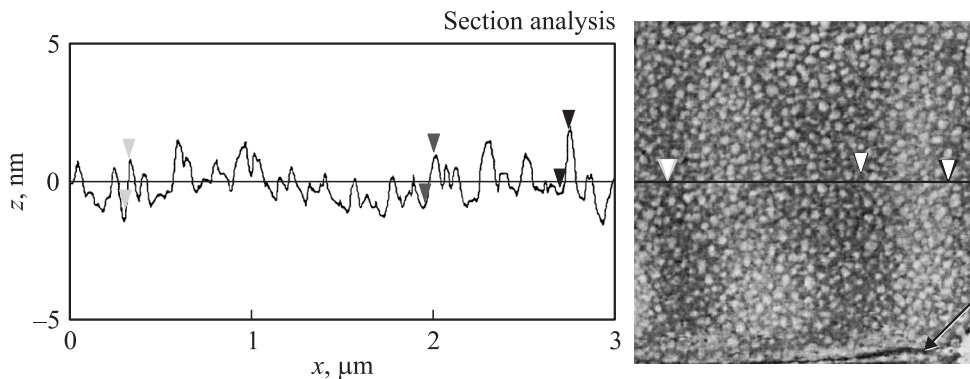 Section analysis
5
z, nm
0
−5
0 1 2 3
x, μm